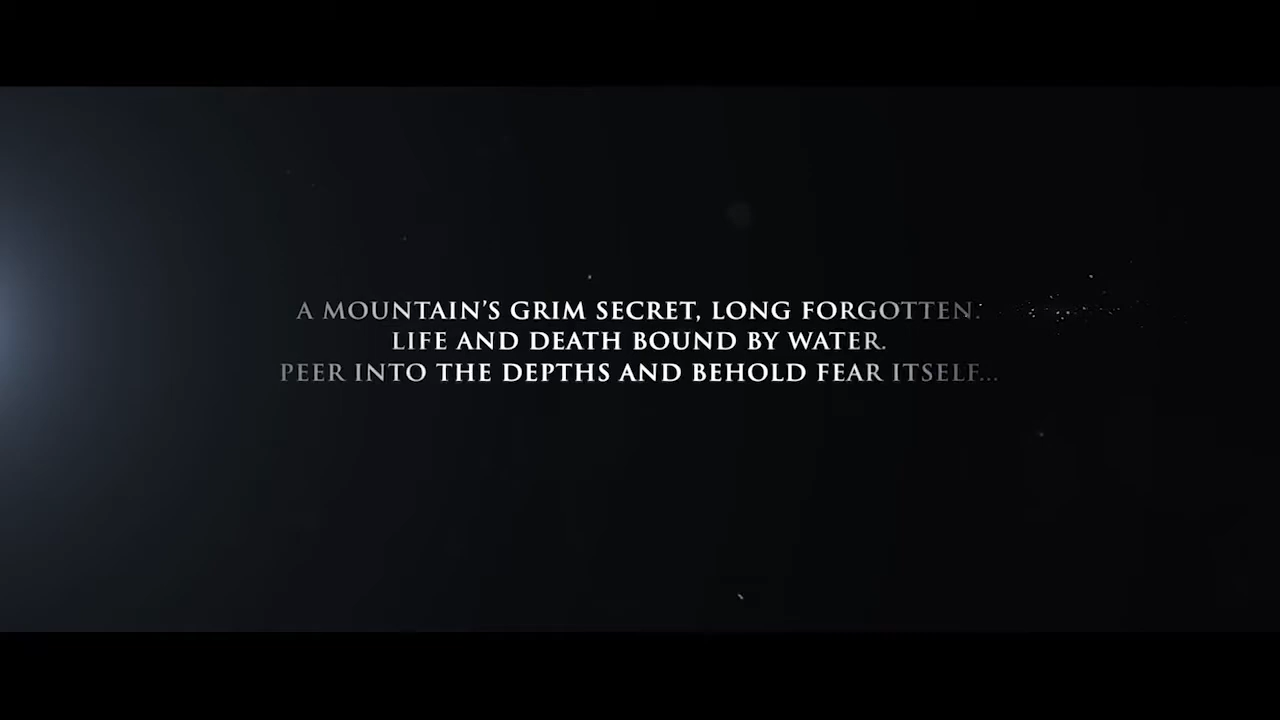 A MOUNTAIN'S GRIM SECRET, LONG FORGOTTEN.
LIFE AND DEATH BOUND BY WATER.
PEER INTO THE DEPTHS AND BEHOLD FEAR ITSELF...